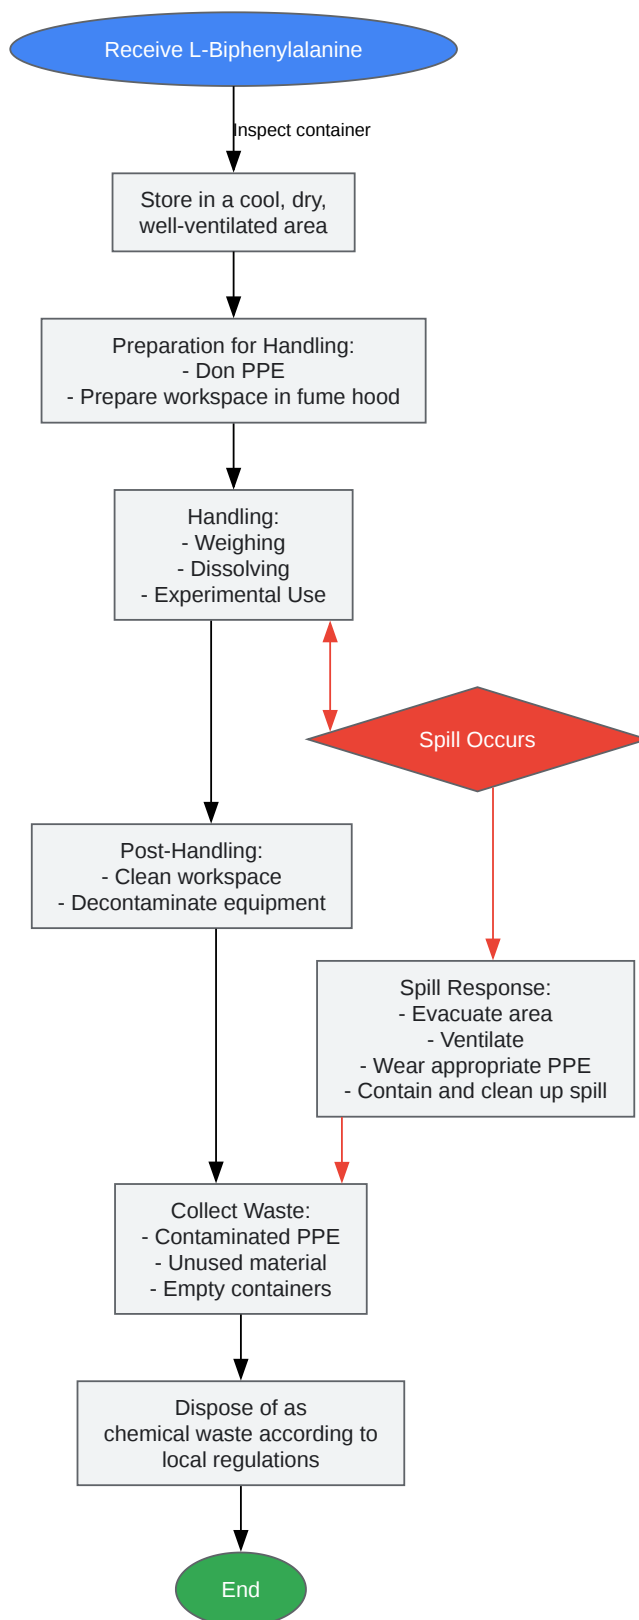 Receive L-Biphenylalanine
Inspect container
Store in a cool, dry,
well-ventilated area
Preparation for Handling:
- Don PPE
- Prepare workspace in fume hood
Handling:
- Weighing
- Dissolving
- Experimental Use
Spill Occurs
Post-Handling:
- Clean workspace
- Decontaminate equipment
Spill Response:
- Evacuate area
- Ventilate
- Wear appropriate PPE
- Contain and clean up spill
Collect Waste:
- Contaminated PPE
- Unused material
- Empty containers
Dispose of as
chemical waste according to
local regulations
End